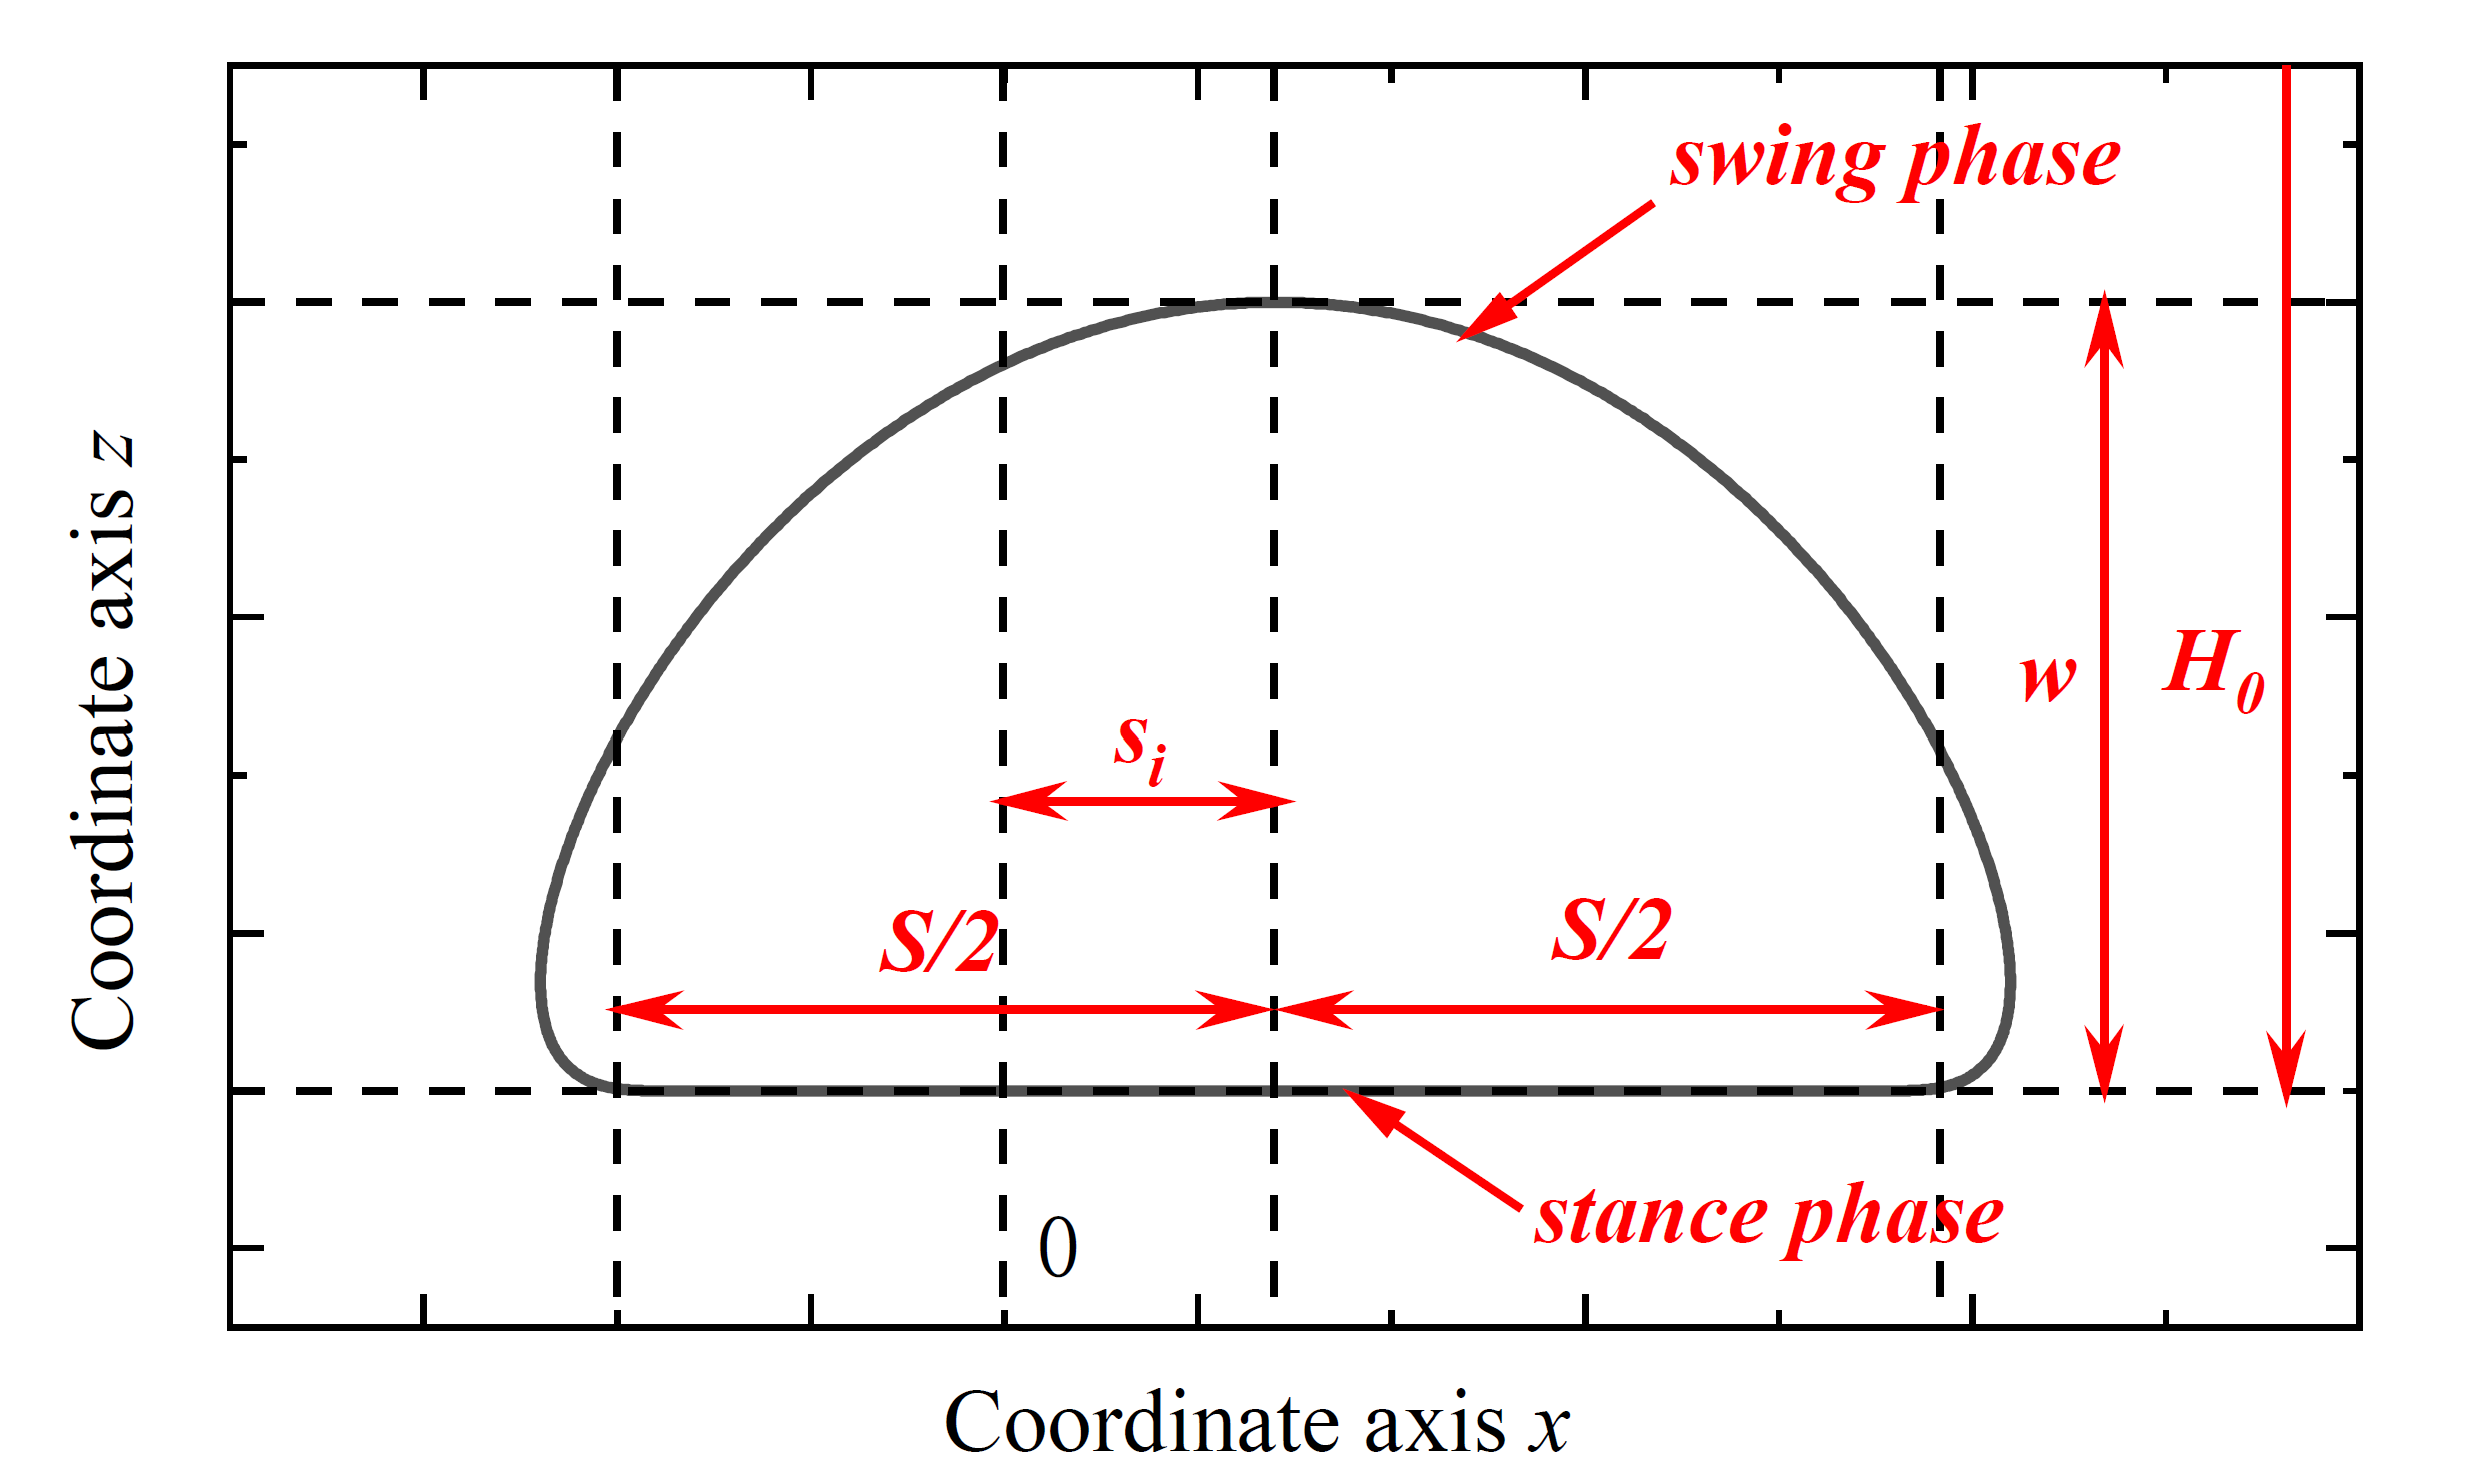 swing phase
Coordinate axis z
w
H0
si
S/2
S/2
stance phase
0
Coordinate axis x